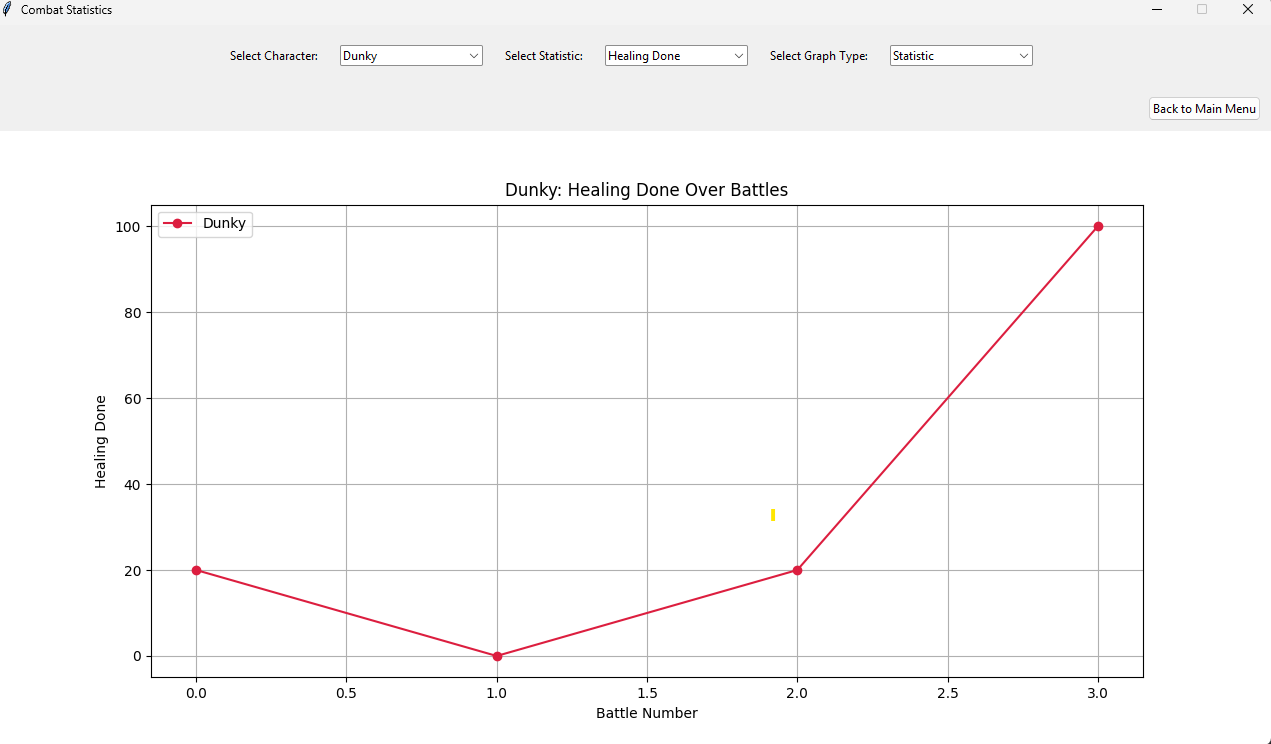 Combat Statistics
Select Character: Dunky Select Statistic: Healing Done Select Graph Type: Statistic
Back to Main Menu
Dunky: Healing Done Over Battles
Dunky
100
80
60
40
20
0
Healing Done
0.0 0.5 1.0 1.5 2.0 2.5 3.0
Battle Number